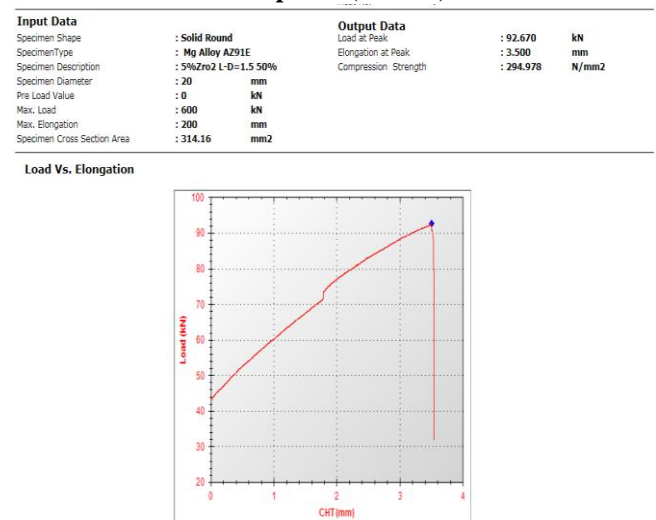 Input Data
Specimen Shape : Solid Round
SpecimenType : Mg Alloy AZ91E
Specimen Description : 5%Zro2 L-D=1.5 50%
Specimen Diameter : 20 mm
Pre Load Value : 0 kN
Max. Load : 600 kN
Max. Elongation : 200 mm
Specimen Cross Section Area : 314.16 mm2
Output Data
Load at Peak : 92.670 kN
Elongation at Peak : 3.500 mm
Compression Strength : 294.978 N/mm2
Load Vs. Elongation
100
90
80
70
60
50
40
30
20
Load (kN)
0 1 2 3 4
CHT(mm)